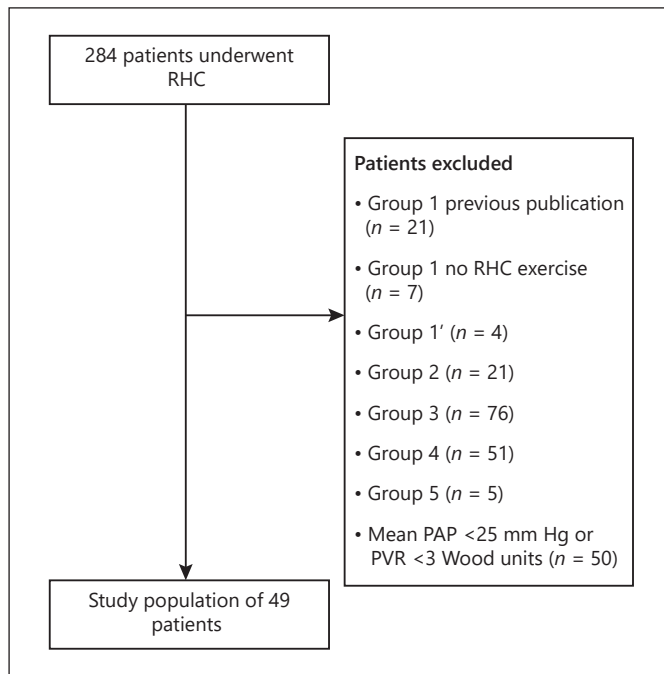 284 patients underwent
RHC
Patients excluded
• Group 1 previous publication
(n = 21)
• Group 1 no RHC exercise
(n = 7)
• Group 1′ (n = 4)
• Group 2 (n = 21)
• Group 3 (n = 76)
• Group 4 (n = 51)
• Group 5 (n = 5)
• Mean PAP <25 mm Hg or
PVR <3 Wood units (n = 50)
Study population of 49
patients